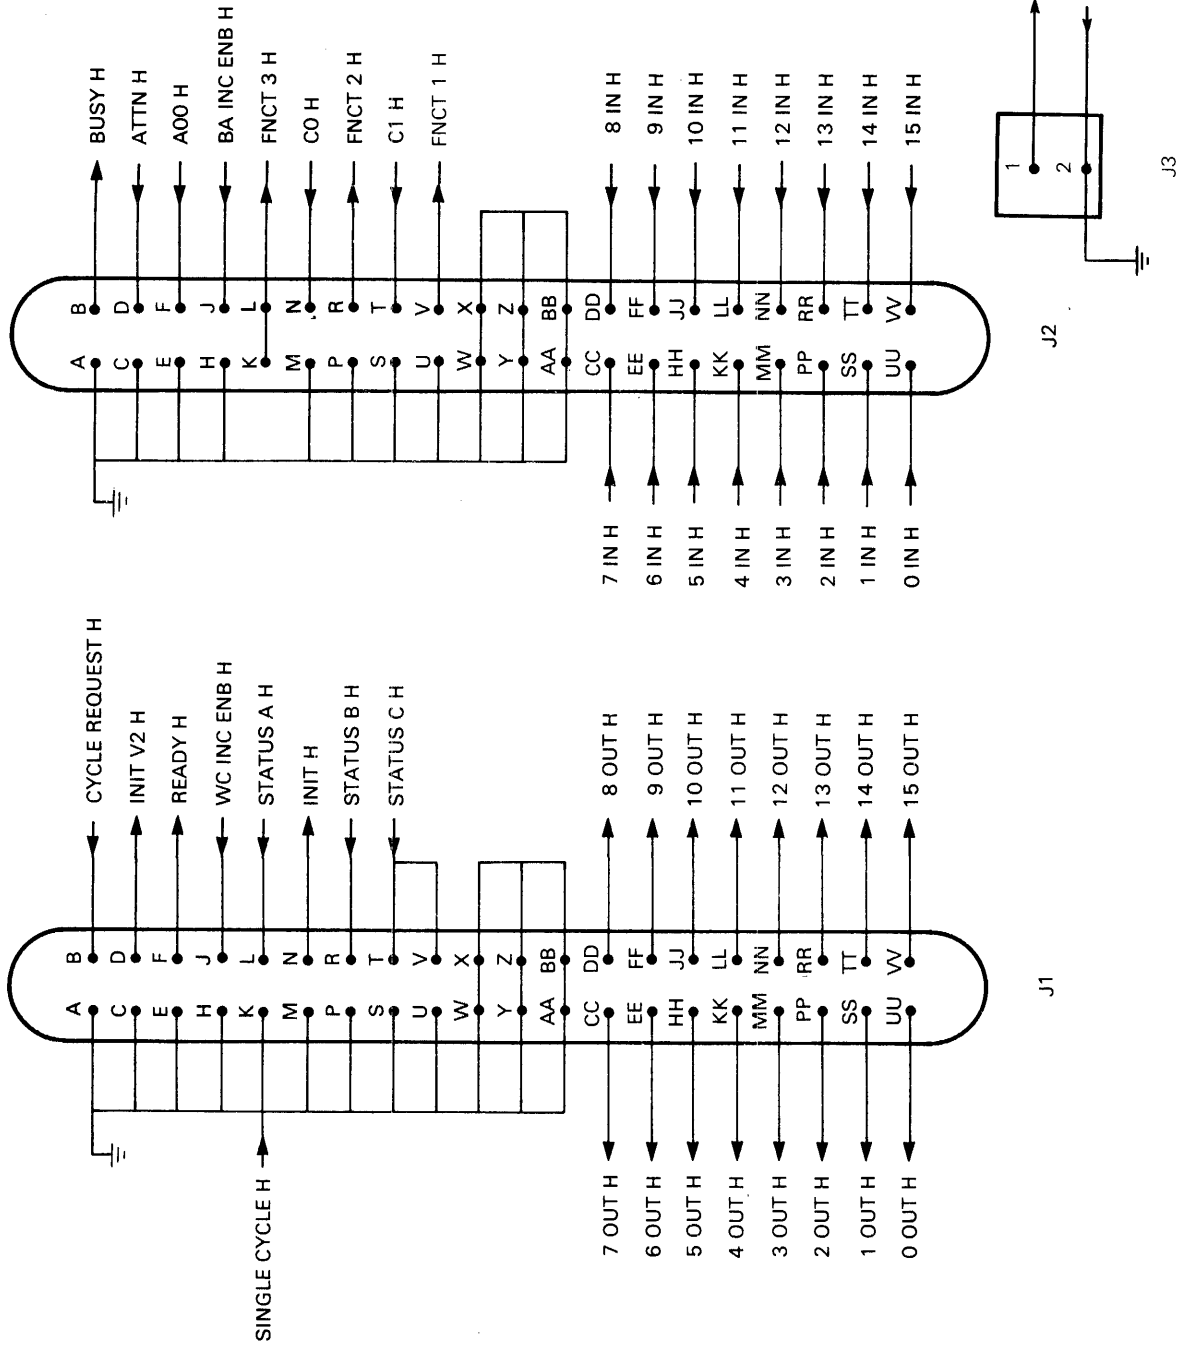 A B CYCLE REQUEST H
C D INIT V2 H
E F READY H
H J WC INC ENB H
SINGLE CYCLE H K L STATUS A H
M N INIT H
P R STATUS B H
S T STATUS C H
U V
W X
Y Z
AA BB
7 OUT H CC DD 8 OUT H
6 OUT H EE FF 9 OUT H
5 OUT H HH JJ 10 OUT H
4 OUT H KK LL 11 OUT H
3 OUT H MM NN 12 OUT H
2 OUT H PP RR 13 OUT H
1 OUT H SS TT 14 OUT H
0 OUT H UU VV 15 OUT H
J1
A B BUSY H
C D ATTN H
E F A00 H
H J BA INC ENB H
K L FNCT 3 H
M N C0 H
P R FNCT 2 H
S T C1 H
U V FNCT 1 H
W X
Y Z
AA BB
7 IN H CC DD 8 IN H
6 IN H EE FF 9 IN H
5 IN H HH JJ 10 IN H
4 IN H KK LL 11 IN H
3 IN H MM NN 12 IN H
2 IN H PP RR 13 IN H
1 IN H SS TT 14 IN H
0 IN H UU VV 15 IN H
J2
1
2
J3